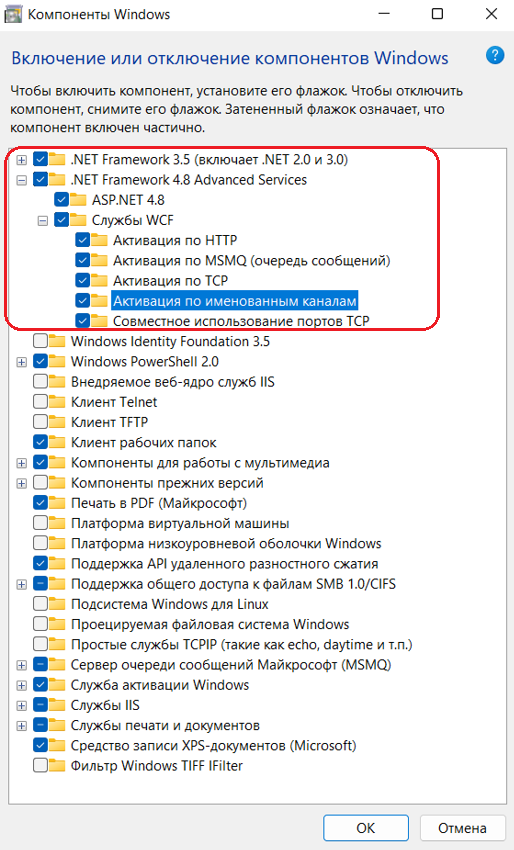 Компоненты Windows
Включение или отключение компонентов Windows
?
Чтобы включить компонент, установите его флажок. Чтобы отключить
компонент, снимите его флажок. Затененный флажок означает, что
компонент включен частично.
.NET Framework 3.5 (включает .NET 2.0 и 3.0)
.NET Framework 4.8 Advanced Services
ASP.NET 4.8
Службы WCF
Активация по HTTP
Активация по MSMQ (очередь сообщений)
Активация по TCP
Активация по именованным каналам
Совместное использование портов TCP
Windows Identity Foundation 3.5
Windows PowerShell 2.0
Внедряемое веб-ядро служб IIS
Клиент Telnet
Клиент TFTP
Клиент рабочих папок
Компоненты для работы с мультимедиа
Компоненты прежних версий
Печать в PDF (Майкрософт)
Платформа виртуальной машины
Платформа низкоуровневой оболочки Windows
Поддержка API удаленного разностного сжатия
Поддержка общего доступа к файлам SMB 1.0/CIFS
Подсистема Windows для Linux
Проецируемая файловая система Windows
Простые службы TCPIP (такие как echo, daytime и т.п.)
Сервер очереди сообщений Майкрософт (MSMQ)
Служба активации Windows
Службы IIS
Службы печати и документов
Средство записи XPS-документов (Microsoft)
Фильтр Windows TIFF IFilter
ОК
Отмена